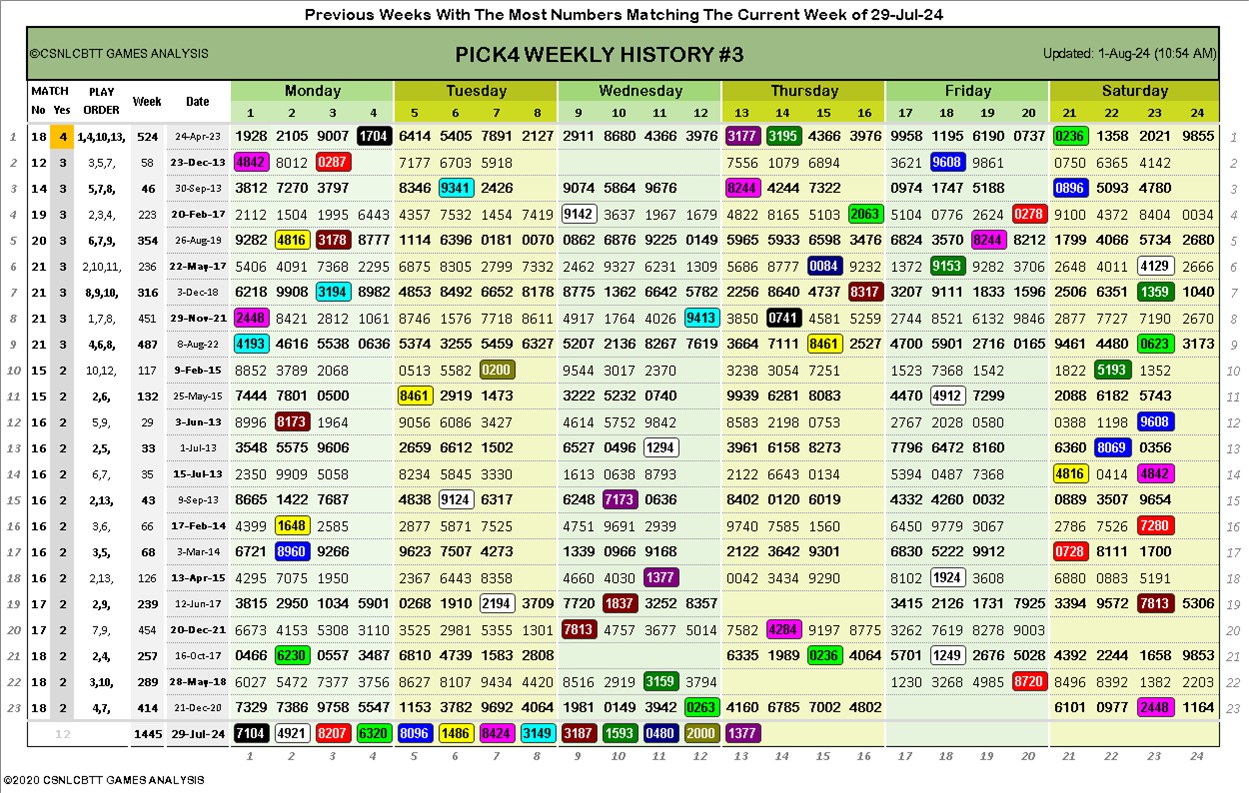 Previous Weeks With The Most Numbers Matching The Current Week of 29-Jul-24
©CSNLCBTT GAMES ANALYSIS PICK4 WEEKLY HISTORY #3 Updated: 1-Aug-24 (10:54 AM)
MATCH PLAY Week Date Monday Tuesday Wednesday Thursday Friday Saturday
No Yes ORDER 1 2 3 4 5 6 7 8 9 10 11 12 13 14 15 16 17 18 19 20 21 22 23 24
1 18 4 1,4,10,13, 524 24-Apr-23 1928 2105 9007 1704 6414 5405 7891 2127 2911 8680 4366 3976 3177 3195 4366 3976 9958 1195 6190 0737 0236 1358 2021 9855 1
2 12 3 3,5,7, 58 23-Dec-13 4842 8012 0287 7177 6703 5918 7556 1079 6894 3621 9608 9861 0750 6365 4142 2
3 14 3 5,7,8, 46 30-Sep-13 3812 7270 3797 8346 9341 2426 9074 5864 9676 8244 4244 7322 0974 1747 5188 0896 5093 4780 3
4 19 3 2,3,4, 223 20-Feb-17 2112 1504 1995 6443 4357 7532 1454 7419 9142 3637 1967 1679 4822 8165 5103 2063 5104 0776 2624 0278 9100 4372 8404 0034 4
5 20 3 6,7,9, 354 26-Aug-19 9282 4816 3178 8777 1114 6396 0181 0070 0862 6876 9225 0149 5965 5933 6598 3476 6824 3570 8244 8212 1799 4066 5734 2680 5
6 21 3 2,10,11, 236 22-May-17 5406 4091 7368 2295 6875 8305 2799 7332 2462 9327 6231 1309 5686 8777 0084 9232 1372 9153 9282 3706 2648 4011 4129 2666 6
7 21 3 8,9,10, 316 3-Dec-18 6218 9908 3194 8982 4853 8492 6652 8178 8775 1362 6642 5782 2256 8640 4737 8317 3207 9111 1833 1596 2506 6351 1359 1040 7
8 21 3 1,7,8, 451 29-Nov-21 2448 8421 2812 1061 8746 1576 7718 8611 4917 1764 4026 9413 3850 0741 4581 5259 2744 8521 6132 9846 2877 7727 7190 2670 8
9 21 3 4,6,8, 487 8-Aug-22 4193 4616 5538 0636 5374 3255 5459 6327 5207 2136 8267 7619 3664 7111 8461 2527 4700 5901 2716 0165 9461 4480 0623 3173 9
10 15 2 10,12, 117 9-Feb-15 8852 3789 2068 0513 5582 0200 9544 3017 2370 3238 3054 7251 1523 7368 1542 1822 5193 1352 10
11 15 2 2,6, 132 25-May-15 7444 7801 0500 8461 2919 1473 3222 5232 0740 9939 6281 8083 4470 4912 7299 2088 6182 5743 11
12 16 2 5,9, 29 3-Jun-13 8996 8173 1964 9056 6086 3427 4614 5752 9842 8583 2198 0753 2767 2028 0580 0388 1198 9608 12
13 16 2 2,5, 33 1-Jul-13 3548 5575 9606 2659 6612 1502 6527 0496 1294 3961 6158 8273 7796 6472 8160 6360 8069 0356 13
14 16 2 6,7, 35 15-Jul-13 2350 9909 5058 8234 5845 3330 1613 0638 8793 2122 6643 0134 5394 0487 7368 4816 0414 4842 14
15 16 2 2,13, 43 9-Sep-13 8665 1422 7687 4838 9124 6317 6248 7173 0636 8402 0120 6019 4332 4260 0032 0889 3507 9654 15
16 16 2 3,6, 66 17-Feb-14 4399 1648 2585 2877 5871 7525 4751 9691 2939 9740 7585 1560 6450 9779 3067 2786 7526 7280 16
17 16 2 3,5, 68 3-Mar-14 6721 8960 9266 9623 7507 4273 1339 0966 9168 2122 3642 9301 6830 5222 9912 0728 8111 1700 17
18 16 2 2,13, 126 13-Apr-15 4295 7075 1950 2367 6443 8358 4660 4030 1377 0042 3434 9290 8102 1924 3608 6880 0883 5191 18
19 17 2 2,9, 239 12-Jun-17 3815 2950 1034 5901 0268 1910 2194 3709 7720 1837 3252 8357 3415 2126 1731 7925 3394 9572 7813 5306 19
20 17 2 7,9, 454 20-Dec-21 6673 4153 5308 3110 3525 2981 5355 1301 7813 4757 3677 5014 7582 4284 9197 8775 3262 7619 8278 9003 20
21 18 2 2,4, 257 16-Oct-17 0466 6230 0557 3487 6810 4739 1583 2808 6335 1989 0236 4064 5701 1249 2676 5028 4392 2244 1658 9853 21
22 18 2 3,10, 289 28-May-18 6027 5472 7377 3756 8627 8107 9434 4420 8516 2919 3159 3794 1230 3268 4985 8720 8496 8392 1382 2203 22
23 18 2 4,7, 414 21-Dec-20 7329 7386 9758 5547 1153 3782 9692 4064 1981 0149 3942 0263 4160 6785 7002 4802 6101 0977 2448 1164 23
12 1445 29-Jul-24 7104 4921 8207 6320 8096 1486 8424 3149 3187 1593 0480 2000 1377
1 2 3 4 5 6 7 8 9 10 11 12 13 14 15 16 17 18 19 20 21 22 23 24
©2020 CSNLCBTT GAMES ANALYSIS